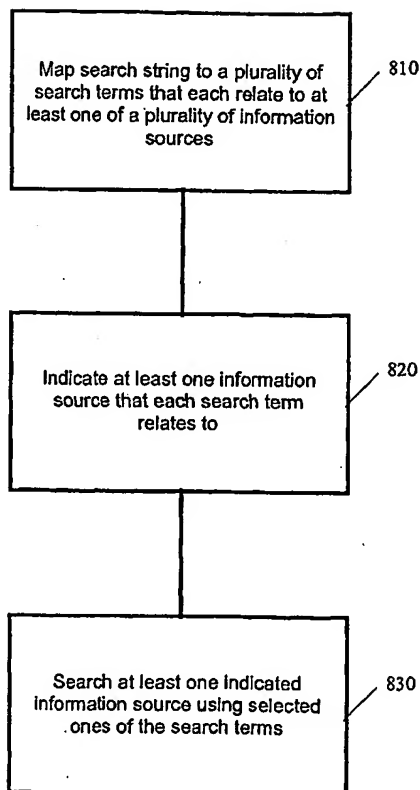 Map search string to a plurality of
search terms that each relate to at
least one of a plurality of information
sources
810
Indicate at least one information
source that each search term
relates to
820
Search at least one indicated
information source using selected
ones of the search terms
830